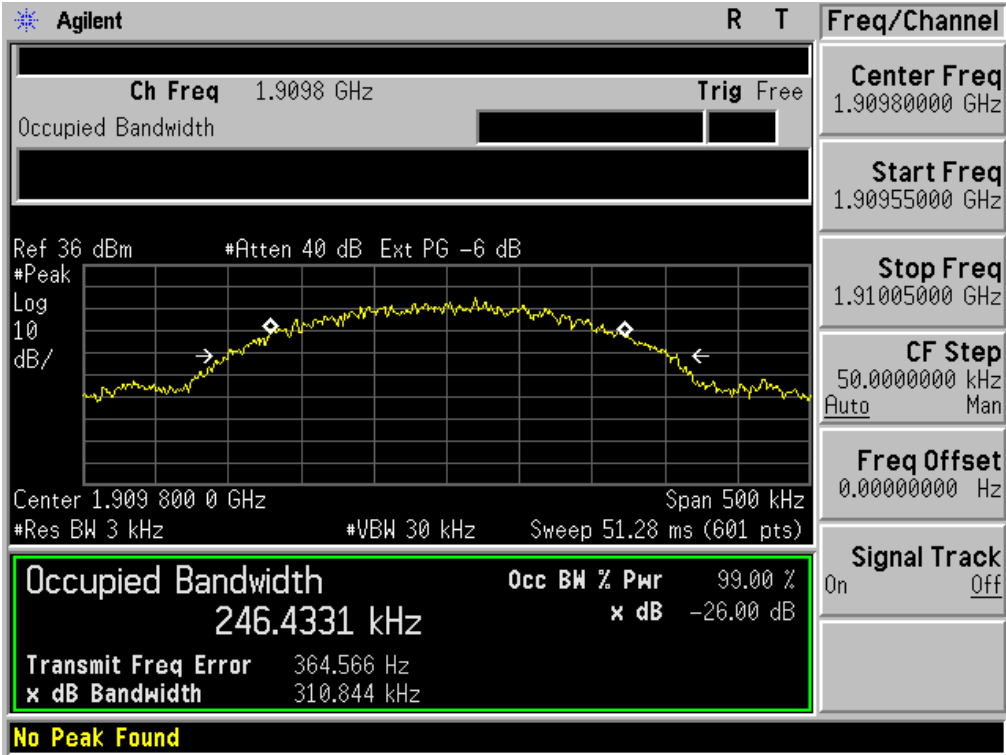 Agilent R T
Freq/Channel
Ch Freq 1.9098 GHz Trig Free
Occupied Bandwidth
Center Freq
1.90980000 GHz
Start Freq
1.90955000 GHz
Stop Freq
1.91005000 GHz
CF Step
50.0000000 kHz
Auto Man
Freq Offset
0.00000000 Hz
Signal Track
On Off
Ref 36 dBm #Atten 40 dB Ext PG -6 dB
#Peak
Log
10
dB/
Center 1.909 800 0 GHz Span 500 kHz
#Res BW 3 kHz #VBW 30 kHz Sweep 51.28 ms (601 pts)
Occupied Bandwidth Occ BW % Pwr 99.00 %
246.4331 kHz x dB -26.00 dB
Transmit Freq Error 364.566 Hz
x dB Bandwidth 310.844 kHz
No Peak Found